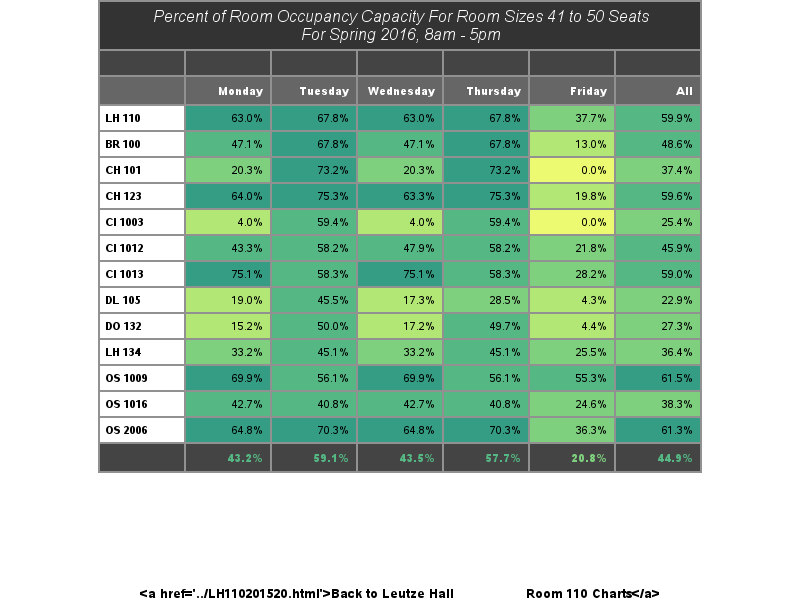 Percent of Room Occupancy Capacity For Room Sizes 41 to 50 Seats
For Spring 2016, 8am - 5pm
Monday Tuesday Wednesday Thursday Friday All
LH 110 63.0% 67.8% 63.0% 67.8% 37.7% 59.9%
BR 100 47.1% 67.8% 47.1% 67.8% 13.0% 48.6%
CH 101 20.3% 73.2% 20.3% 73.2% 0.0% 37.4%
CH 123 64.0% 75.3% 63.3% 75.3% 19.8% 59.6%
CI 1003 4.0% 59.4% 4.0% 59.4% 0.0% 25.4%
CI 1012 43.3% 58.2% 47.9% 58.2% 21.8% 45.9%
CI 1013 75.1% 58.3% 75.1% 58.3% 28.2% 59.0%
DL 105 19.0% 45.5% 17.3% 28.5% 4.3% 22.9%
DO 132 15.2% 50.0% 17.2% 49.7% 4.4% 27.3%
LH 134 33.2% 45.1% 33.2% 45.1% 25.5% 36.4%
OS 1009 69.9% 56.1% 69.9% 56.1% 55.3% 61.5%
OS 1016 42.7% 40.8% 42.7% 40.8% 24.6% 38.3%
OS 2006 64.8% 70.3% 64.8% 70.3% 36.3% 61.3%
43.2% 59.1% 43.5% 57.7% 20.8% 44.9%
<a href='../LH110201520.html'>Back to Leutze Hall Room 110 Charts</a>